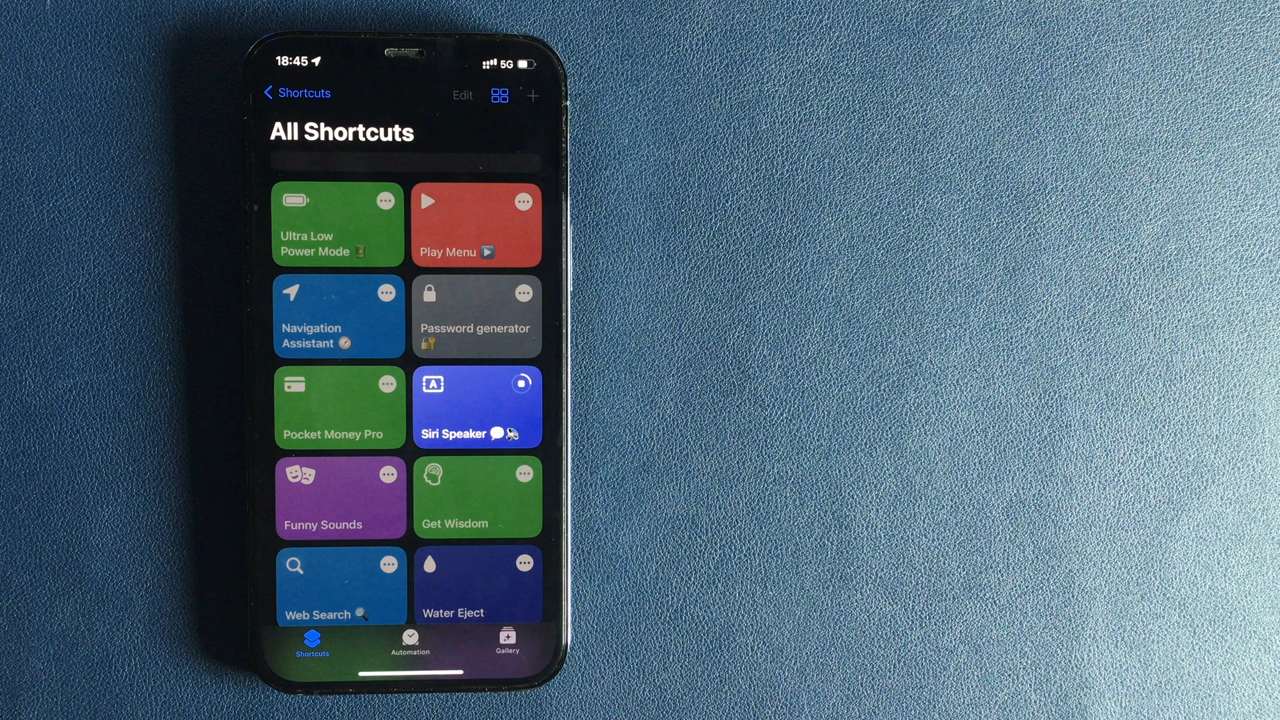 18:45
5G
Shortcuts
Edit
All Shortcuts
Ultra Low
Power Mode
Play Menu
Navigation
Assistant
Password generator
Pocket Money Pro
A
Siri Speaker
Funny Sounds
Get Wisdom
Web Search
Water Eject
Shortcuts
Automation
Gallery